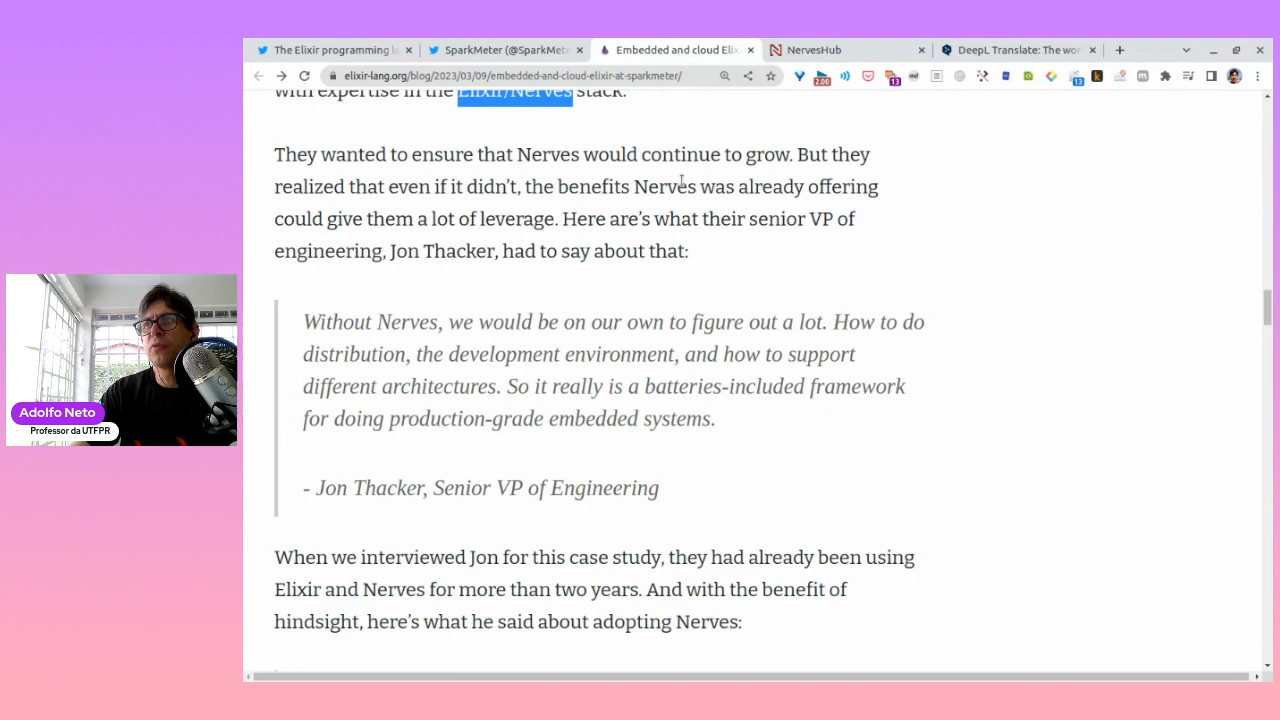 The Elixir programming la
SparkMeter (@SparkMete
Embedded and cloud Elix
NervesHub
DeepL Translate: The wor
elixir-lang.org/blog/2023/03/09/embedded-and-cloud-elixir-at-sparkmeter/
2.00
13
13
with expertise in the Elixir/Nerves stack.
They wanted to ensure that Nerves would continue to grow. But they
realized that even if it didn't, the benefits Nerves was already offering
could give them a lot of leverage. Here are's what their senior VP of
engineering, Jon Thacker, had to say about that:
Without Nerves, we would be on our own to figure out a lot. How to do
distribution, the development environment, and how to support
different architectures. So it really is a batteries-included framework
for doing production-grade embedded systems.
- Jon Thacker, Senior VP of Engineering
When we interviewed Jon for this case study, they had already been using
Elixir and Nerves for more than two years. And with the benefit of
hindsight, here's what he said about adopting Nerves:
Adolfo Neto
Professor da UTFPR